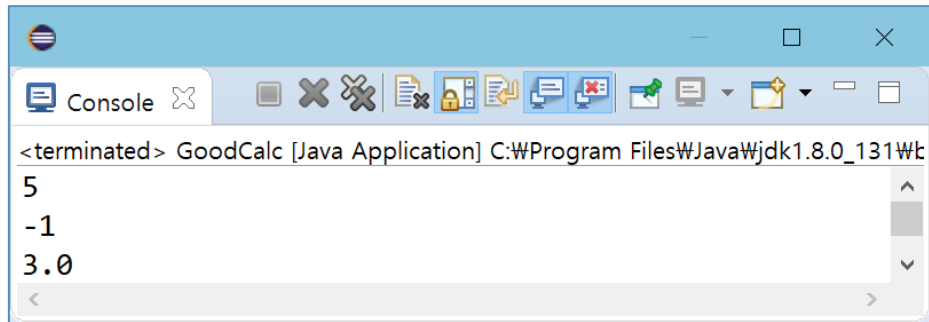 Console
<terminated> GoodCalc [Java Application] C:₩Program Files₩Java₩jdk1.8.0_131₩b
5
-1
3.0